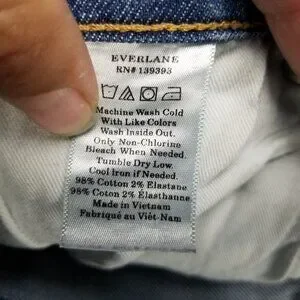 EVERLANE
RN# 139393
Machine Wash Cold
With Like Colors
Wash Inside Out.
Only Non-Chlorine
Bleach When Needed.
Tumble Dry Low.
Cool Iron if Needed.
98% Cotton 2% Elastane
98% Cotton 2% Élasthanne
Made in Vietnam
Fabriqué au Viêt-Nam